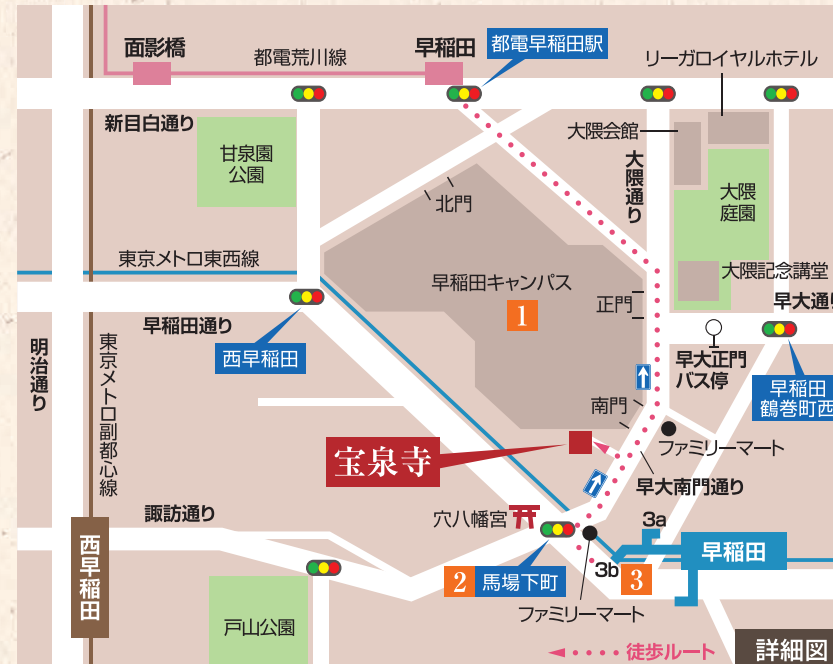 面影橋
都電荒川線
早稲田
都電早稲田駅
リーガロイヤルホテル
新目白通り
甘泉園
公園
大隈会館
大隈通り
大隈
庭園
北門
東京メトロ東西線
早稲田キャンパス
1
正門
大隈記念講堂
早大通り
早稲田通り
明治通り
東京メトロ副都心線
西早稲田
早大正門
バス停
早稲田
鶴巻町西
南門
ファミリーマート
宝泉寺
早大南門通り
諏訪通り
穴八幡宮
3a
西早稲田
早稲田
2
馬場下町
3b
3
ファミリーマート
戸山公園
徒歩ルート
詳細図